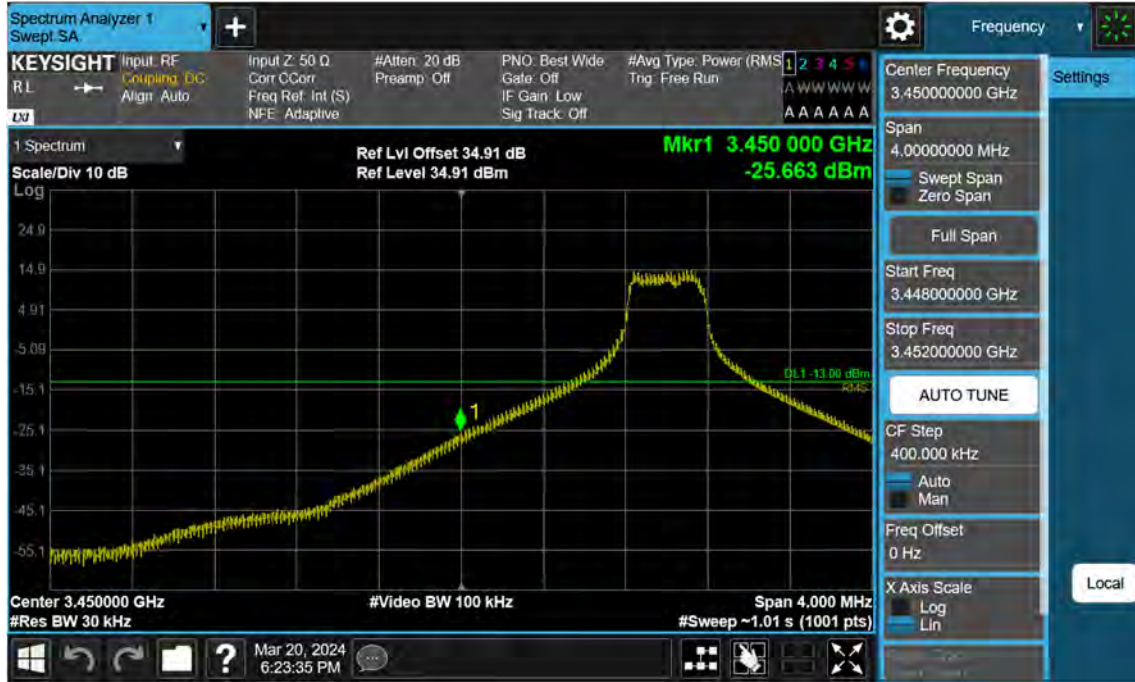 Spectrum Analyzer 1
Swept SA
Frequency
KEYSIGHT
RL
LXI
Input: RF
Coupling: DC
Align: Auto
Input Z: 50 Ω
Corr CCorr
Freq Ref: Int (S)
NFE: Adaptive
#Atten: 20 dB
Preamp: Off
PNO: Best Wide
Gate: Off
IF Gain: Low
Sig Track: Off
#Avg Type: Power (RMS
Trig: Free Run
1 2 3 4 5 6
A W W W W W
A A A A A A
1 Spectrum
Scale/Div 10 dB
Ref Lvl Offset 34.91 dB
Ref Level 34.91 dBm
Mkr1 3.450 000 GHz
-25.663 dBm
Log
24.9
14.9
4.91
-5.09
-15.1
-25.1
-35.1
-45.1
-55.1
DL1 -13.00 dBm
RMS
1
Center 3.450000 GHz
#Res BW 30 kHz
#Video BW 100 kHz
Span 4.000 MHz
#Sweep ~1.01 s (1001 pts)
Center Frequency
3.450000000 GHz
Settings
Span
4.00000000 MHz
Swept Span
Zero Span
Full Span
Start Freq
3.448000000 GHz
Stop Freq
3.452000000 GHz
AUTO TUNE
CF Step
400.000 kHz
Auto
Man
Freq Offset
0 Hz
X Axis Scale
Log
Lin
Local
?
Mar 20, 2024
6:23:35 PM